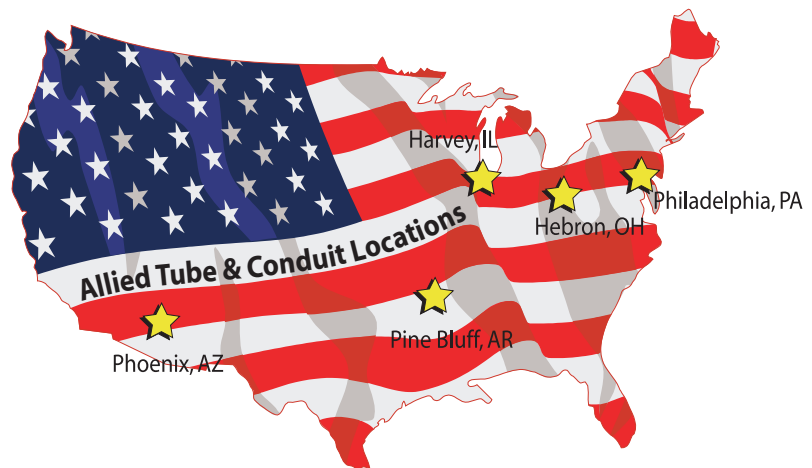 Harvey, IL
Philadelphia, PA
Hebron, OH
Allied Tube & Conduit Locations
Pine Bluff, AR
Phoenix, AZ